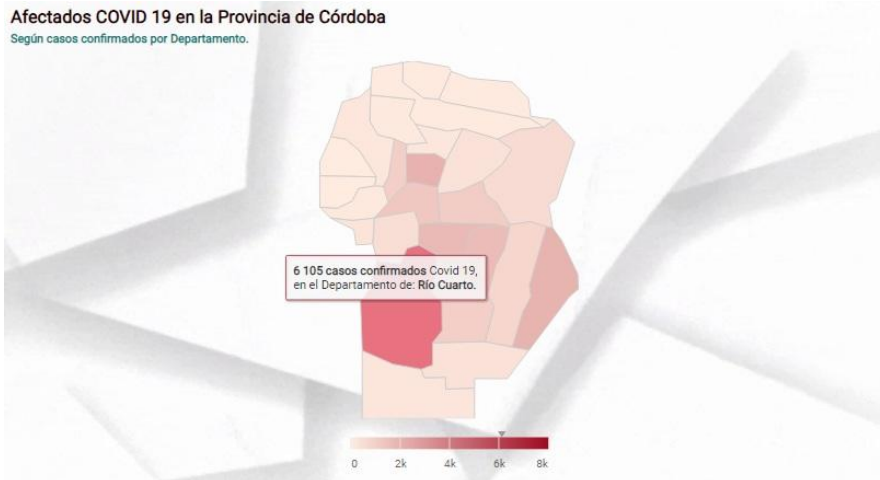 Afectados COVID 19 en la Provincia de Córdoba
Según casos confirmados por Departamento.
6 105 casos confirmados Covid 19,
en el Departamento de: Río Cuarto.
0 2k 4k 6k 8k